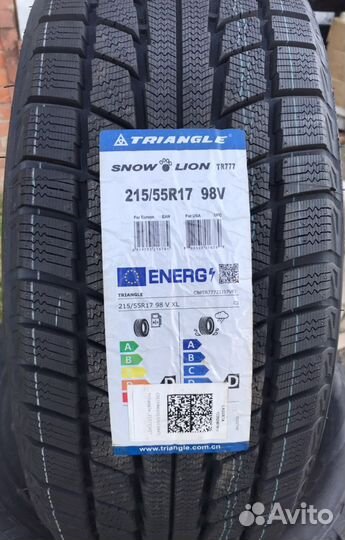 TRIANGLE
SNOW LION TR777
215/55R17 98V
For Europe EAN For USA UPC
ENERG
TRIANGLE
215/55R17 98 V XL
A A
B B
C C
D D
www.triangle.com.cn
Avito